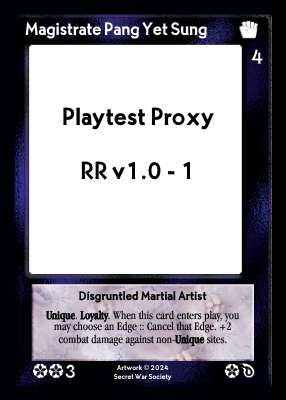 Magistrate Pang Yet Sung
4
Playtest Proxy
RR v1.0 - 1
Disgruntled Martial Artist
Unique. Loyalty. When this card enters play, you
may choose an Edge :: Cancel that Edge. +2
combat damage against non-Unique sites.
3
Artwork © 2024
Secret War Society